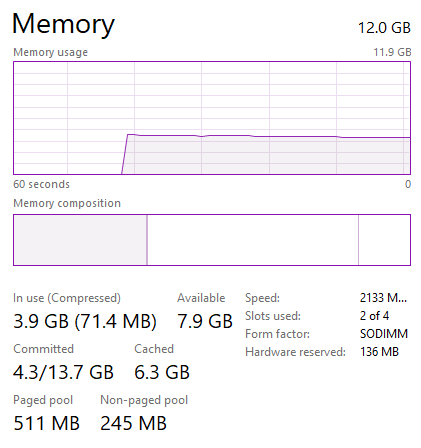 Memory 12.0 GB
Memory usage 11.9 GB
60 seconds 0
Memory composition
In use (Compressed) Available
3.9 GB (71.4 MB) 7.9 GB
Committed Cached
4.3/13.7 GB 6.3 GB
Paged pool Non-paged pool
511 MB 245 MB
Speed: 2133 M...
Slots used: 2 of 4
Form factor: SODIMM
Hardware reserved: 136 MB